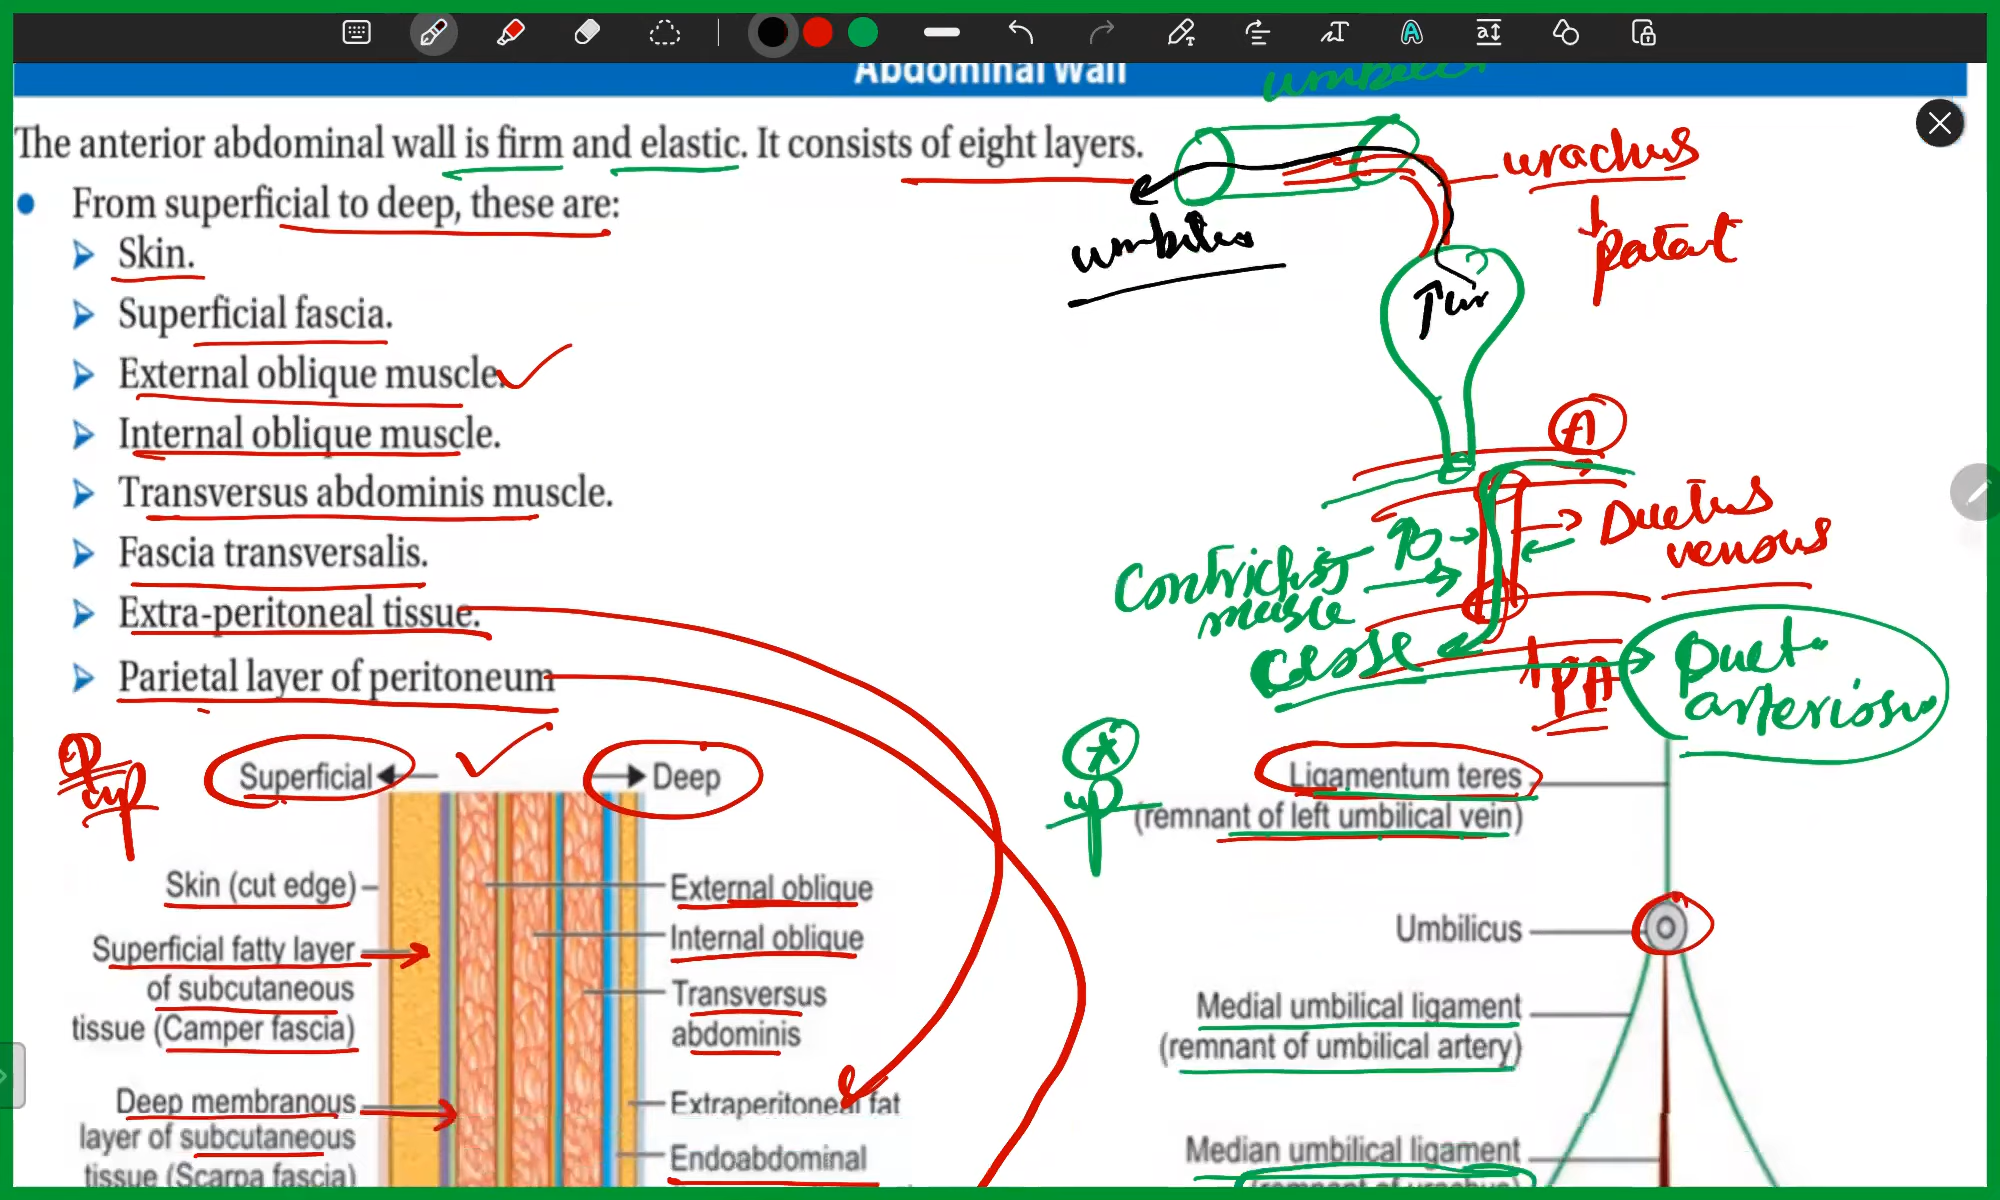 Abdominal Wall
The anterior abdominal wall is firm and elastic. It consists of eight layers.
From superficial to deep, these are:
Skin.
Superficial fascia.
External oblique muscle.
Internal oblique muscle.
Transversus abdominis muscle.
Fascia transversalis.
Extra-peritoneal tissue.
Parietal layer of peritoneum
Superficial
Deep
Skin (cut edge)
Superficial fatty layer
of subcutaneous
tissue (Camper fascia)
Deep membranous
layer of subcutaneous
tissue (Scarpa fascia)
External oblique
Internal oblique
Transversus
abdominis
Extraperitoneal fat
Endoabdominal
urachus
patent
umbilicus
A
Ductus
venous
muscle
close
PA
Duct
Ligamentum teres
(remnant of left umbilical vein)
Umbilicus
Medial umbilical ligament
(remnant of umbilical artery)
Median umbilical ligament
(remnant of urachus)